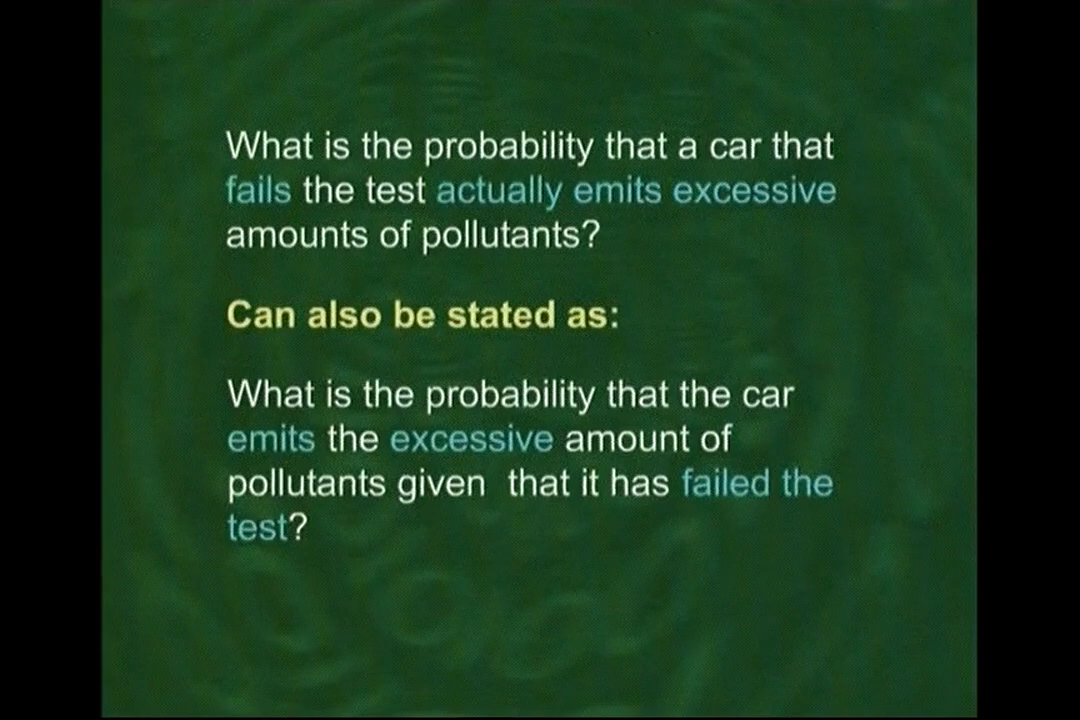 What is the probability that a car that
fails the test actually emits excessive
amounts of pollutants?
Can also be stated as:
What is the probability that the car
emits the excessive amount of
pollutants given that it has failed the
test?